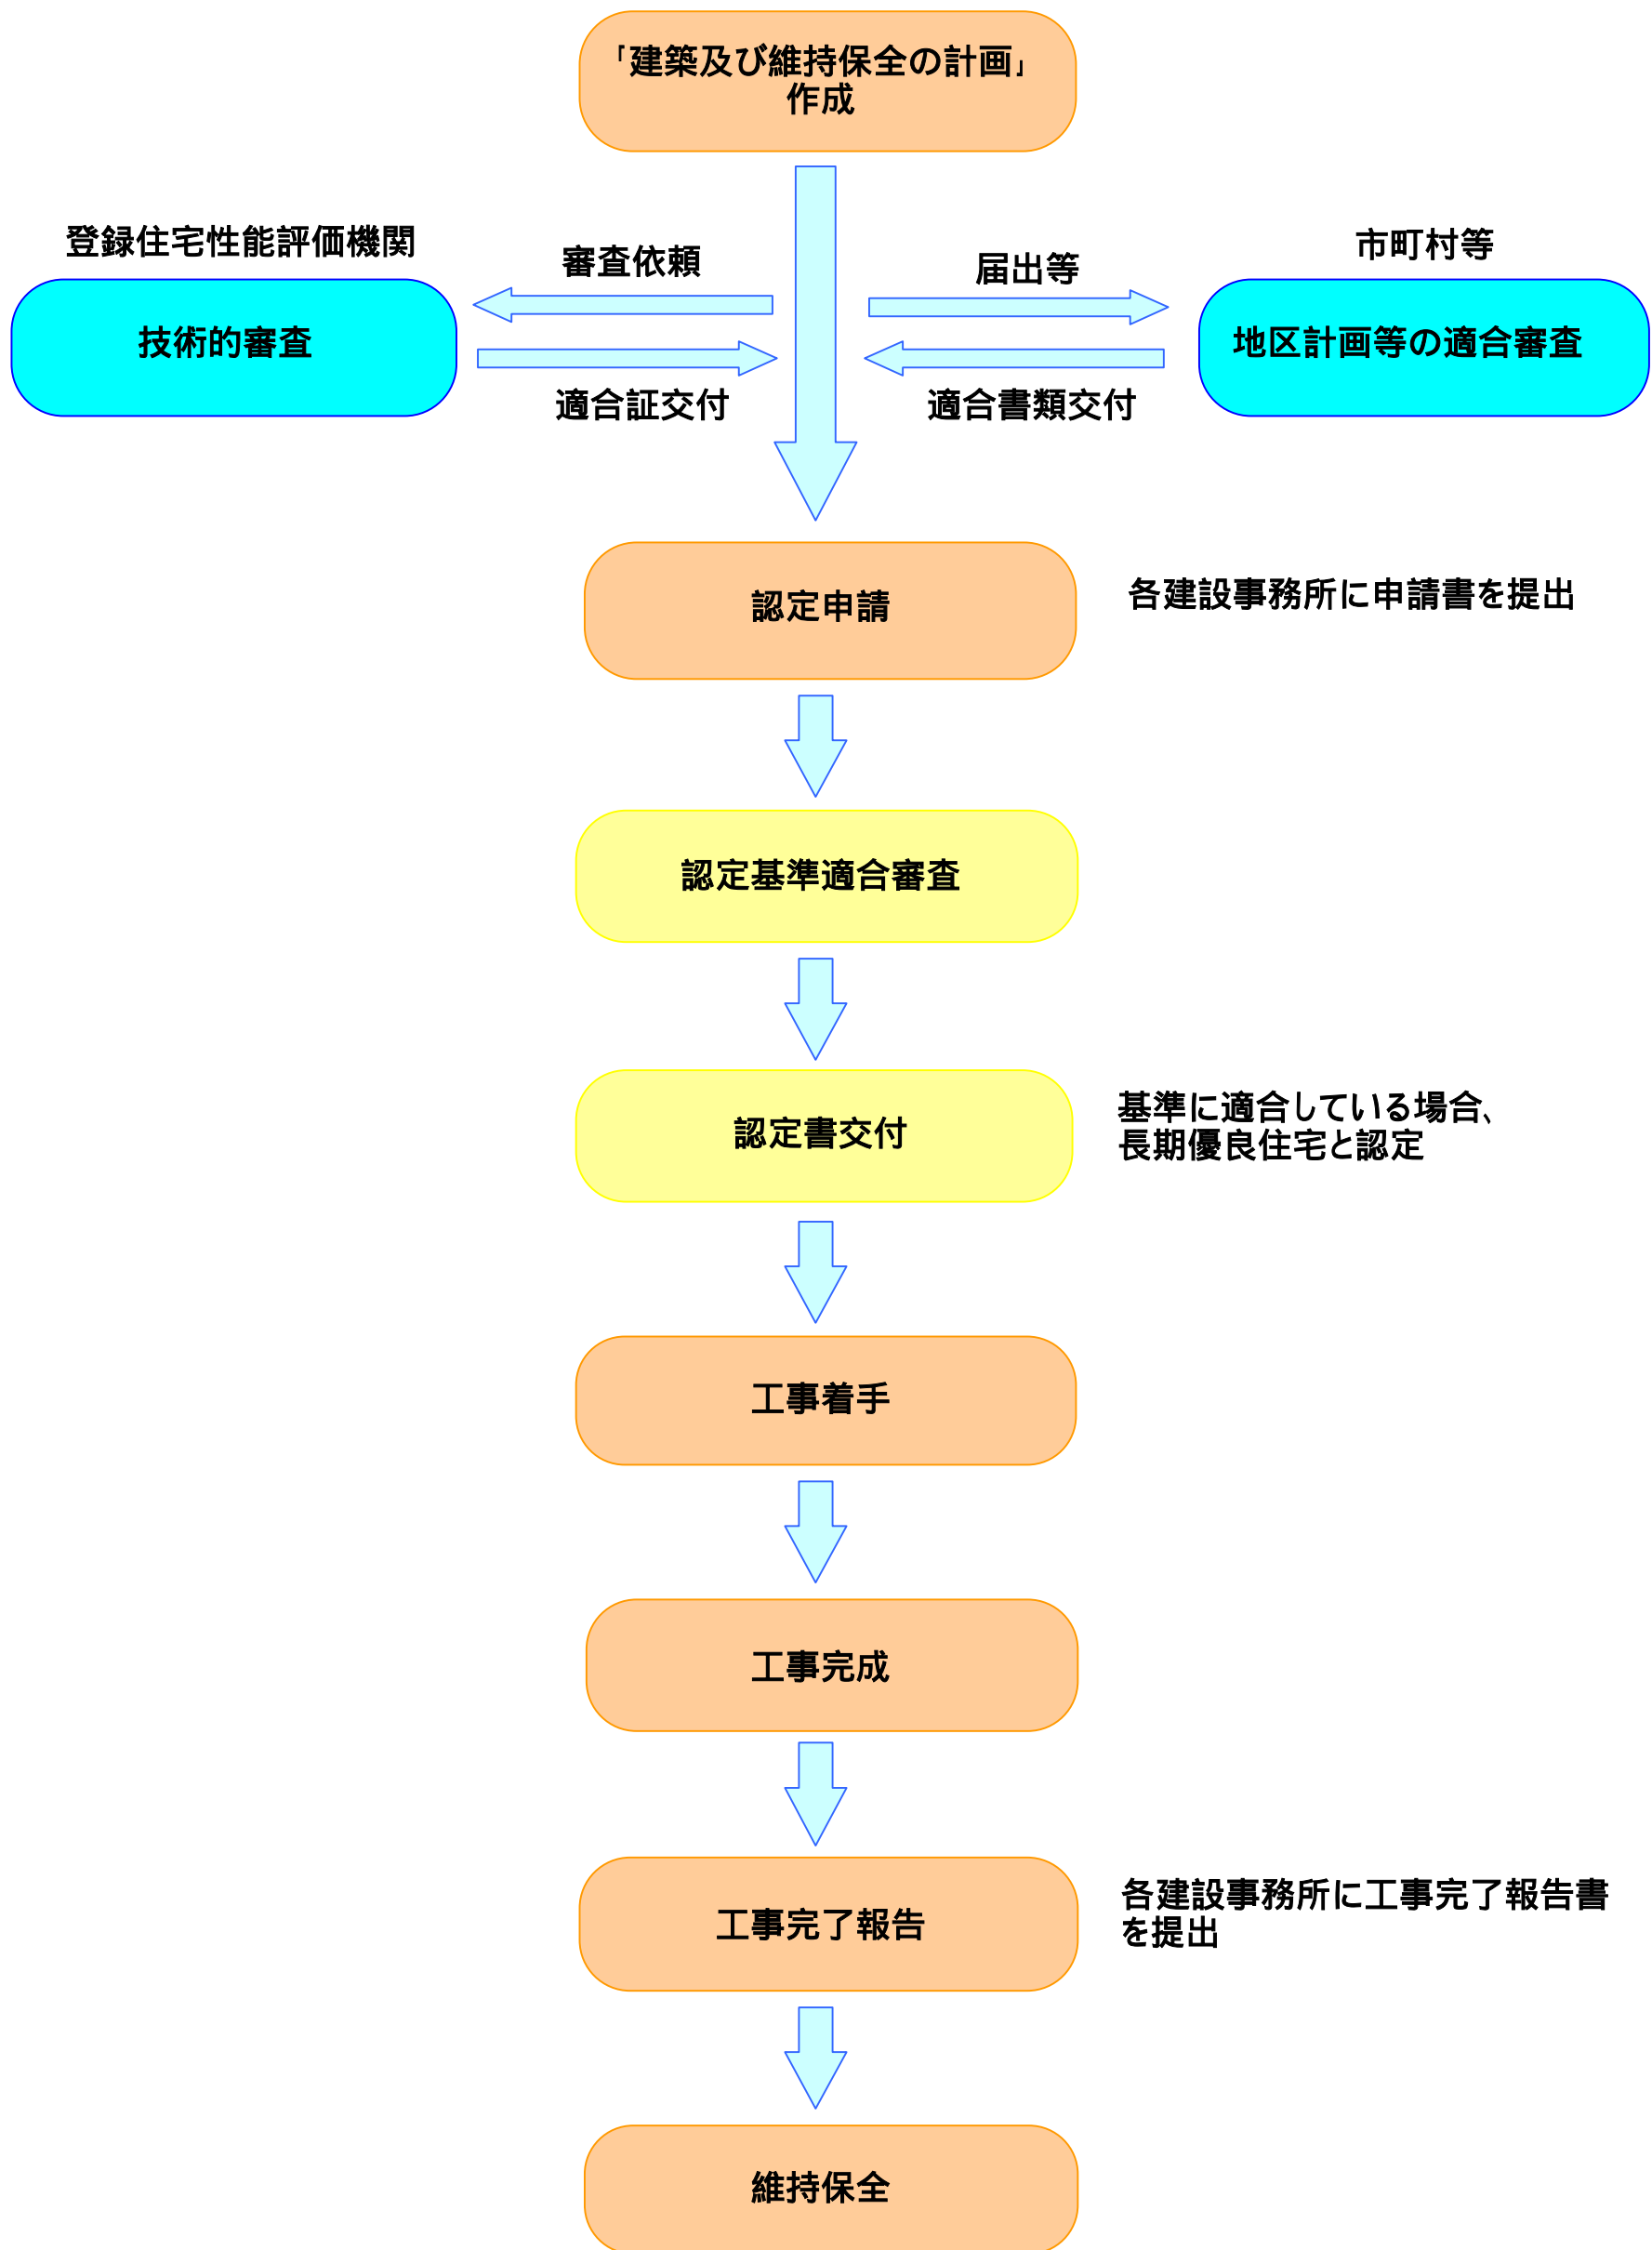 「建築及び維持保全の計画」
作成
登録住宅性能評価機関
審査依頼
届出等
市町村等
技術的審査
地区計画等の適合審査
適合証交付
適合書類交付
認定申請
各建設事務所に申請書を提出
認定基準適合審査
認定書交付
基準に適合している場合、
長期優良住宅と認定
工事着手
工事完成
工事完了報告
各建設事務所に工事完了報告書
を提出
維持保全